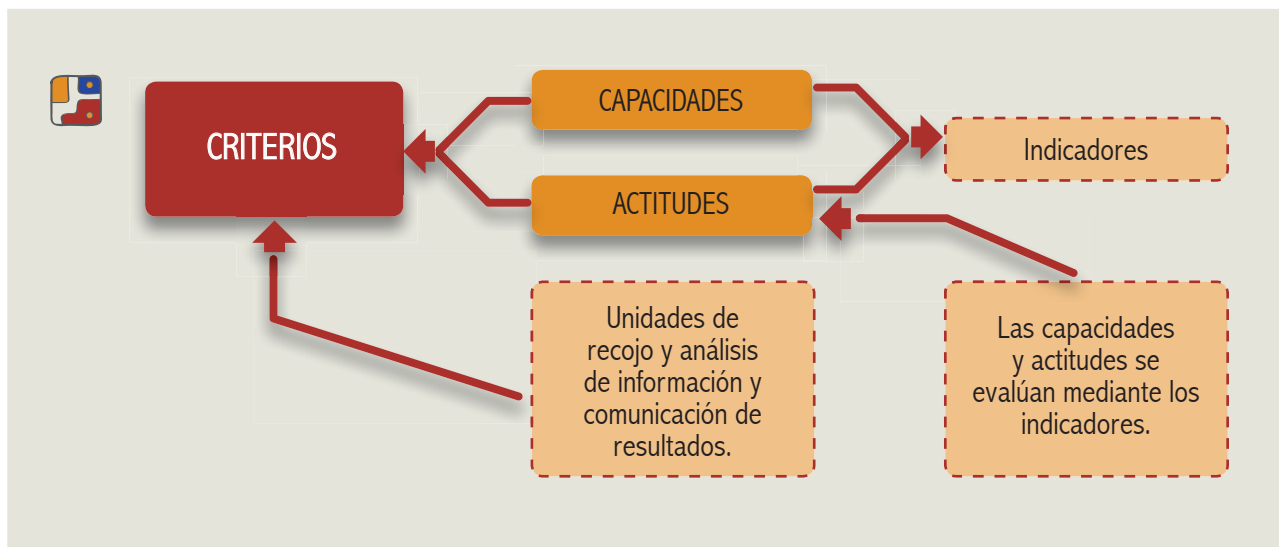 CRITERIOS
CAPACIDADES
ACTITUDES
Indicadores
Unidades de
recojo y análisis
de información y
comunicación de
resultados.
Las capacidades
y actitudes se
evalúan mediante los
indicadores.